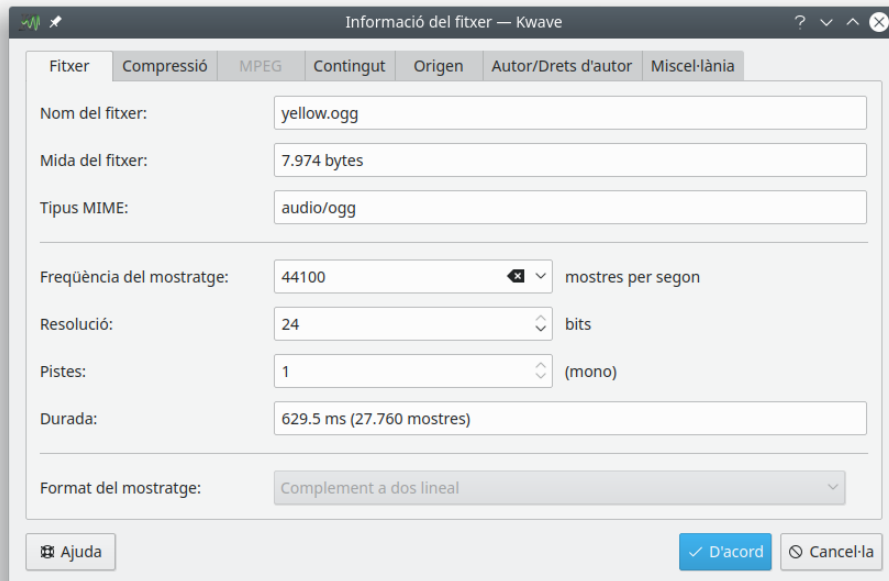 Informació del fitxer — Kwave
Fitxer Compressió MPEG Contingut Origen Autor/Drets d'autor Miscel·lània
Nom del fitxer: yellow.ogg
Mida del fitxer: 7.974 bytes
Tipus MIME: audio/ogg
Freqüència del mostratge: 44100 mostres per segon
Resolució: 24 bits
Pistes: 1 (mono)
Durada: 629.5 ms (27.760 mostres)
Format del mostratge: Complement a dos lineal
Ajuda D'acord Cancel·la